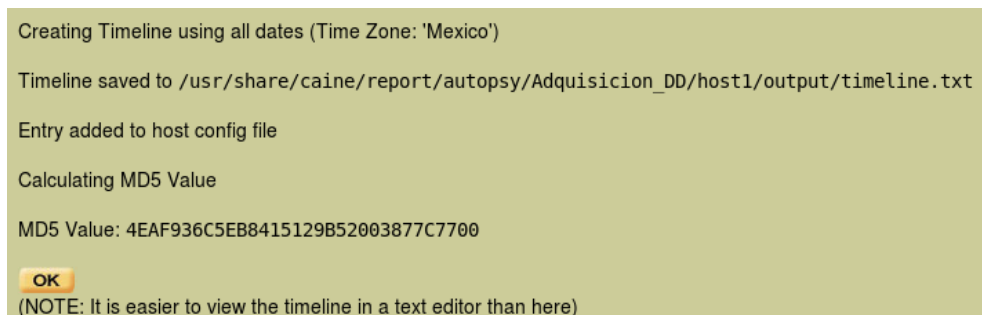 Creating Timeline using all dates (Time Zone: 'Mexico')
Timeline saved to /usr/share/caine/report/autopsy/Adquisicion_DD/host1/output/timeline.txt
Entry added to host config file
Calculating MD5 Value
MD5 Value: 4EAF936C5EB8415129B52003877C7700
OK
(NOTE: It is easier to view the timeline in a text editor than here)